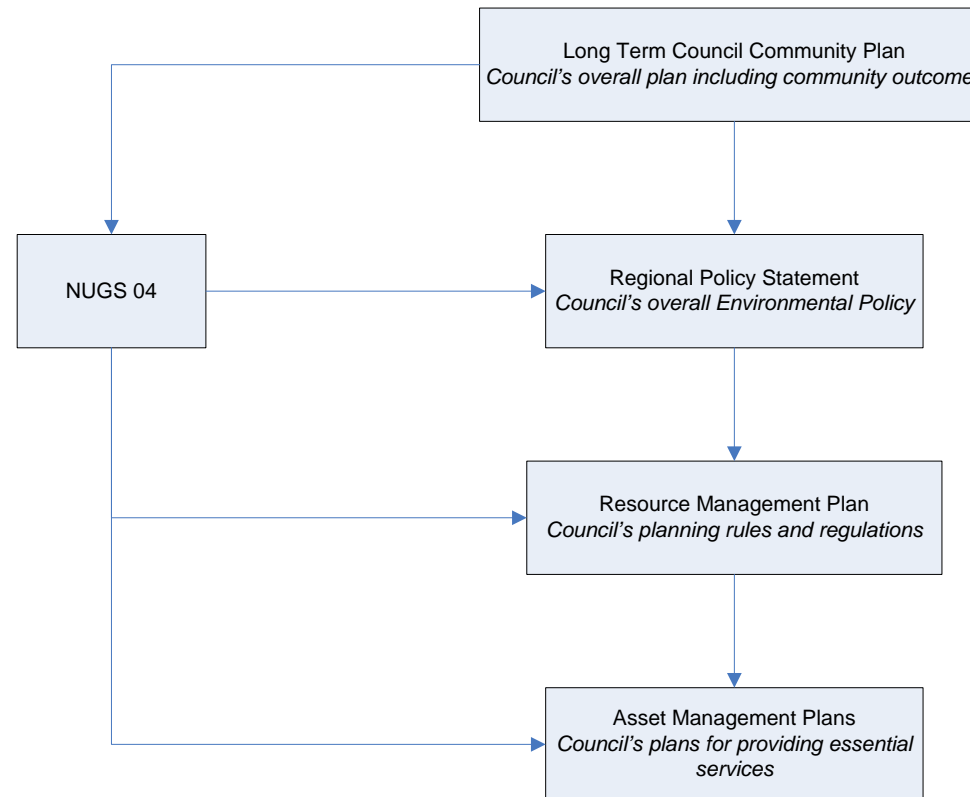 Long Term Council Community Plan
Council’s overall plan including community outcome
NUGS 04
Regional Policy Statement
Council’s overall Environmental Policy
Resource Management Plan
Council’s planning rules and regulations
Asset Management Plans
Council’s plans for providing essential
services